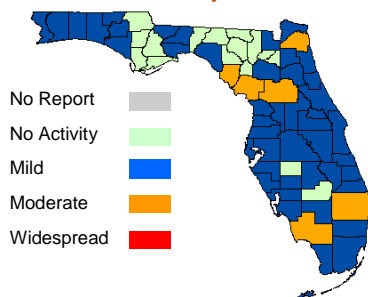 No Report
No Activity
Mild
Moderate
Widespread